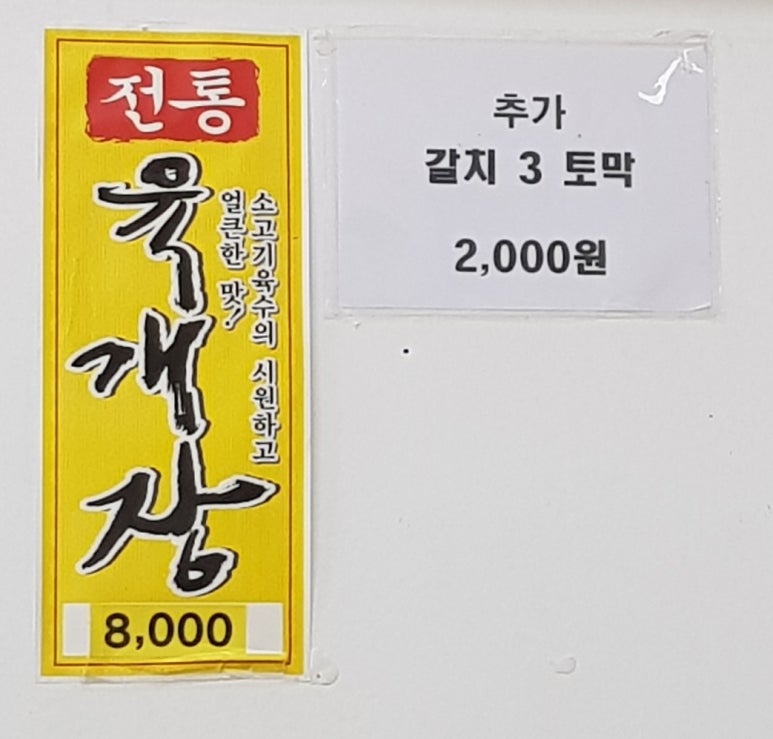 전통
육개장
소고기육수의 시원하고
얼큰한 맛!
8,000
추가
갈치 3 토막
2,000원